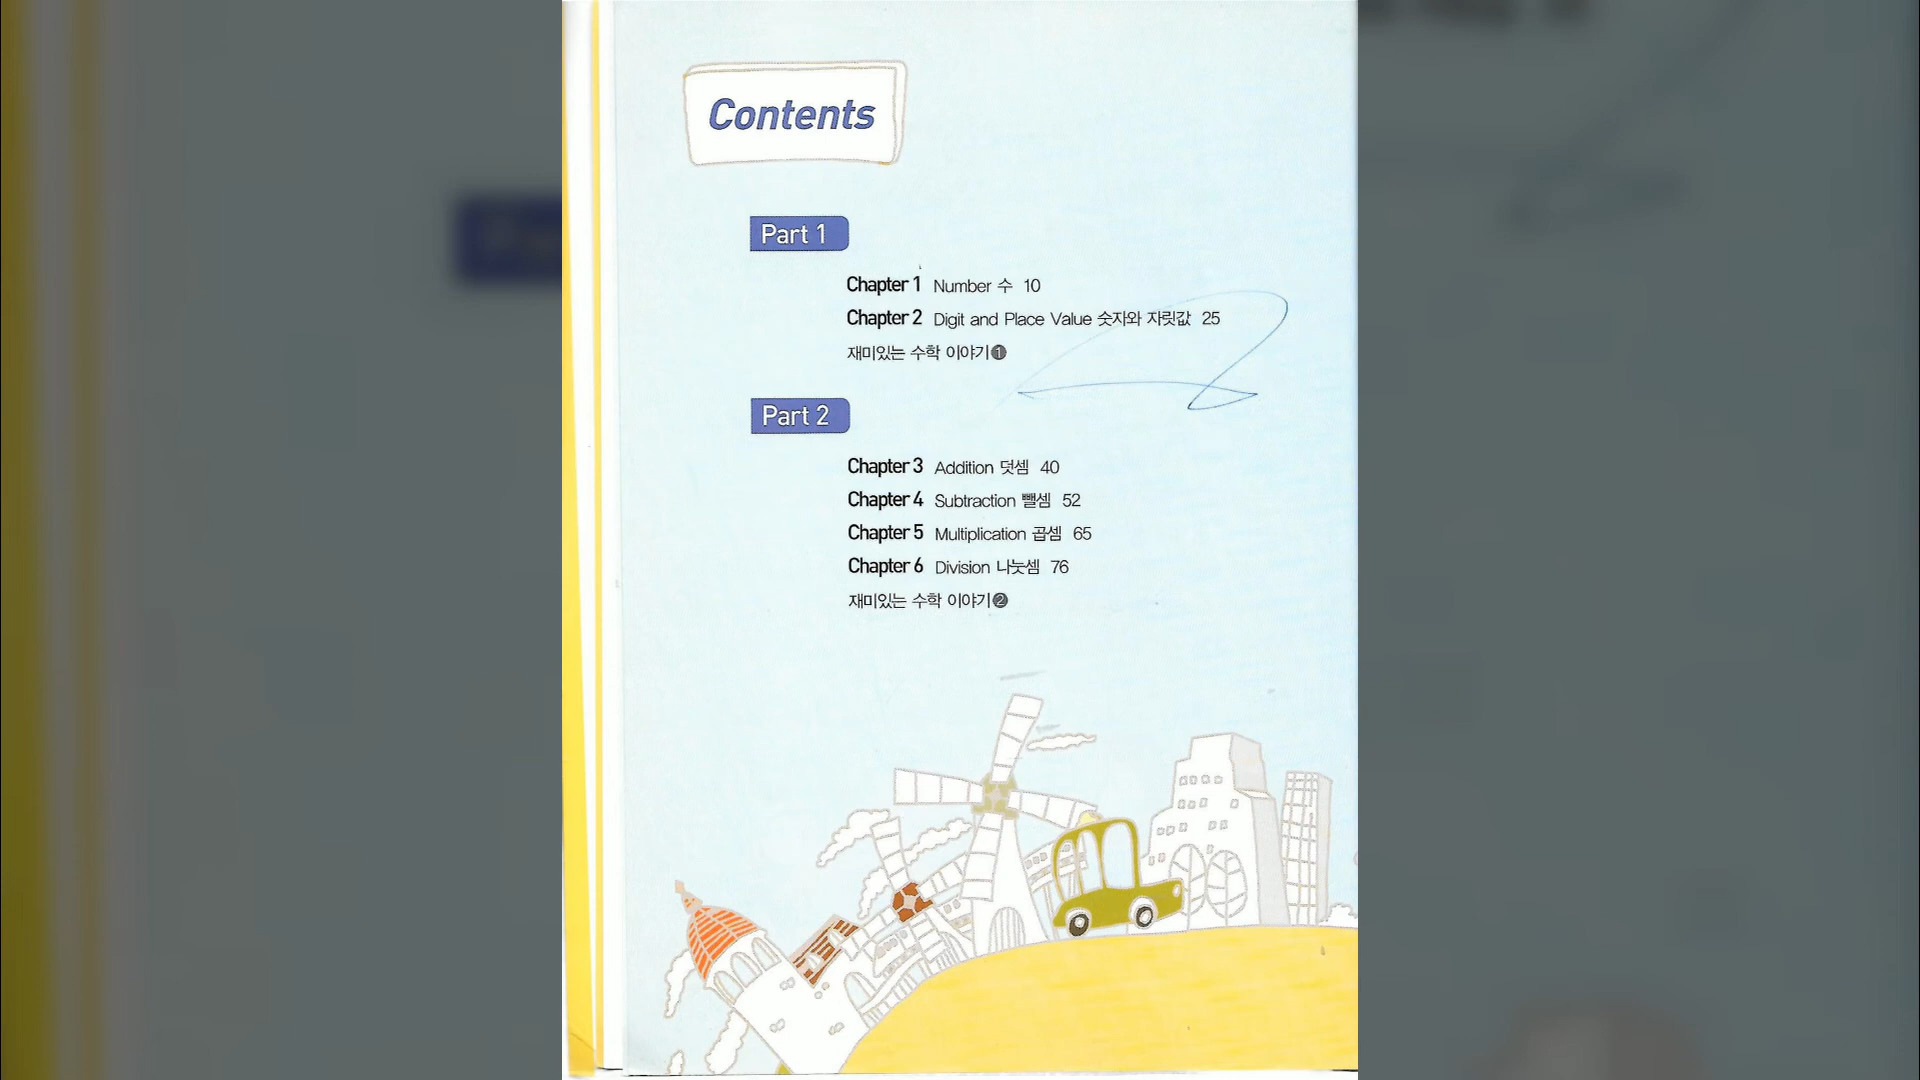 Contents
Part 1
Chapter 1 Number 수 10
Chapter 2 Digit and Place Value 숫자와 자릿값 25
재미있는 수학 이야기❶
Part 2
Chapter 3 Addition 덧셈 40
Chapter 4 Subtraction 뺄셈 52
Chapter 5 Multiplication 곱셈 65
Chapter 6 Division 나눗셈 76
재미있는 수학 이야기❷